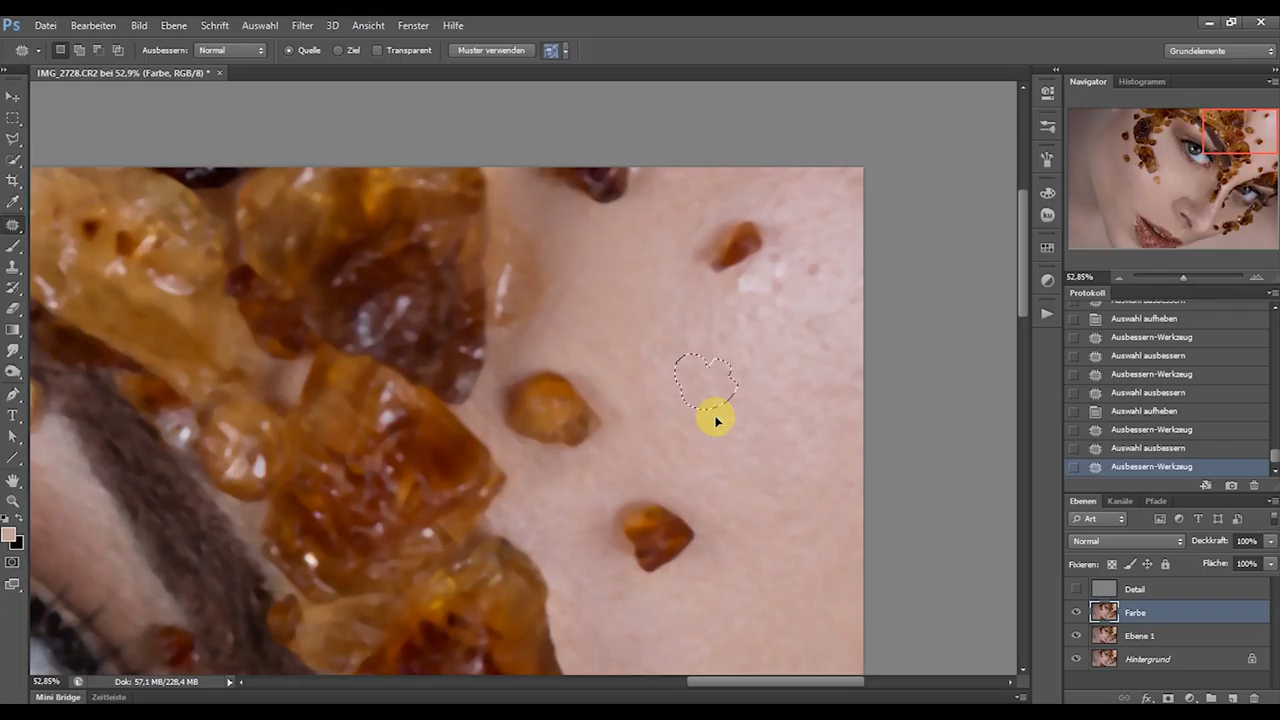 Ps Datei Bearbeiten Bild Ebene Schrift Auswahl Filter 3D Ansicht Fenster Hilfe
Ausbessern: Normal Quelle Ziel Transparent Muster verwenden Grundelemente
IMG_2728.CR2 bei 52,9% (Farbe, RGB/8) * ×
Navigator Histogramm
52,85%
Protokoll
Auswahl ausbessern
Auswahl aufheben
Ausbessern-Werkzeug
Auswahl ausbessern
Ausbessern-Werkzeug
Auswahl ausbessern
Auswahl aufheben
Ausbessern-Werkzeug
Auswahl ausbessern
Ausbessern-Werkzeug
Ebenen Kanäle Pfade
Art
Normal Deckkraft: 100%
Fixieren: Fläche: 100%
Detail
Farbe
Ebene 1
Hintergrund
52,85% Dok: 57,1 MB/228,4 MB
Mini Bridge Zeitleiste
ku
fx